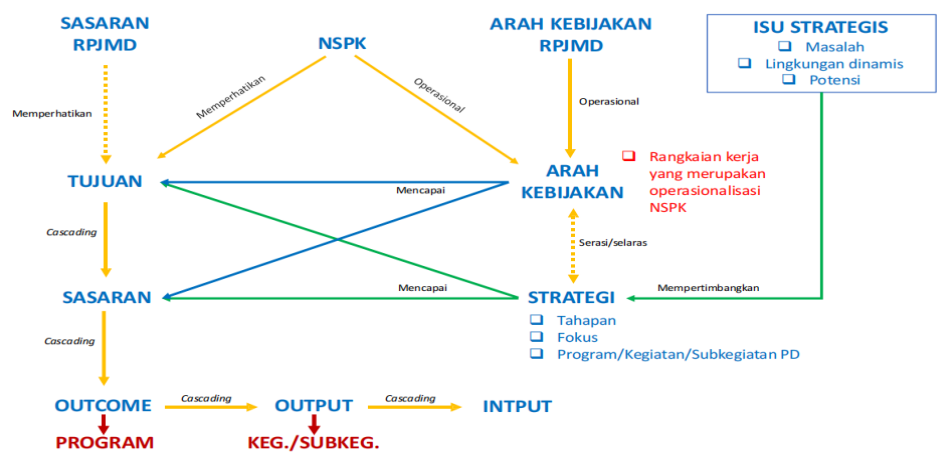 SASARAN
RPJMD
NSPK
ARAH KEBIJAKAN
RPJMD
ISU STRATEGIS
Masalah
Lingkungan dinamis
Potensi
Memperhatikan
Memperhatikan
Operasional
Operasional
TUJUAN
Mencapai
ARAH
KEBIJAKAN
Rangkaian kerja
yang merupakan
operasionalisasi
NSPK
Cascading
Serasi/selaras
SASARAN
Mencapai
STRATEGI
Mempertimbangkan
Tahapan
Fokus
Program/Kegiatan/Subkegiatan PD
Cascading
OUTCOME
Cascading
OUTPUT
Cascading
INTPUT
PROGRAM
KEG./SUBKEG.